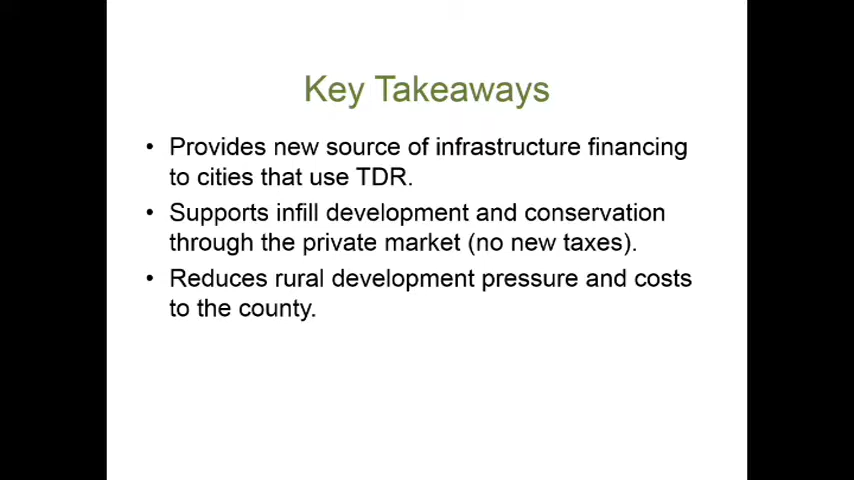 Key Takeaways
• Provides new source of infrastructure financing
to cities that use TDR.
• Supports infill development and conservation
through the private market (no new taxes).
• Reduces rural development pressure and costs
to the county.